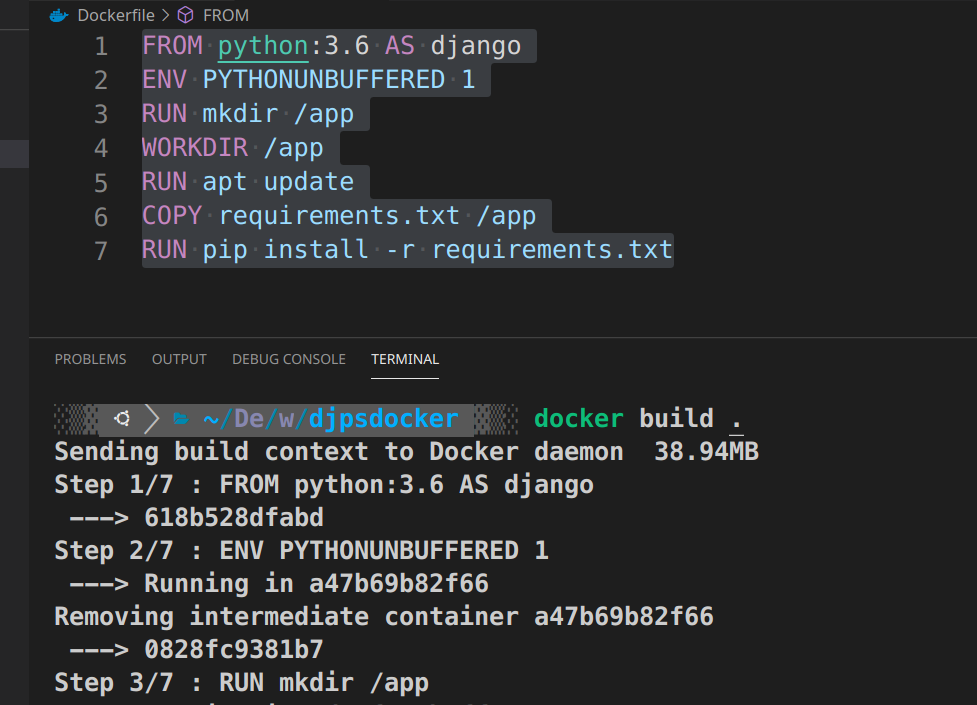 Dockerfile > FROM
1 FROM python:3.6 AS django
2 ENV PYTHONUNBUFFERED 1
3 RUN mkdir /app
4 WORKDIR /app
5 RUN apt update
6 COPY requirements.txt /app
7 RUN pip install -r requirements.txt
PROBLEMS OUTPUT DEBUG CONSOLE TERMINAL
~/De/w/djpsdocker docker build .
Sending build context to Docker daemon  38.94MB
Step 1/7 : FROM python:3.6 AS django
---> 618b528dfabd
Step 2/7 : ENV PYTHONUNBUFFERED 1
---> Running in a47b69b82f66
Removing intermediate container a47b69b82f66
---> 0828fc9381b7
Step 3/7 : RUN mkdir /app